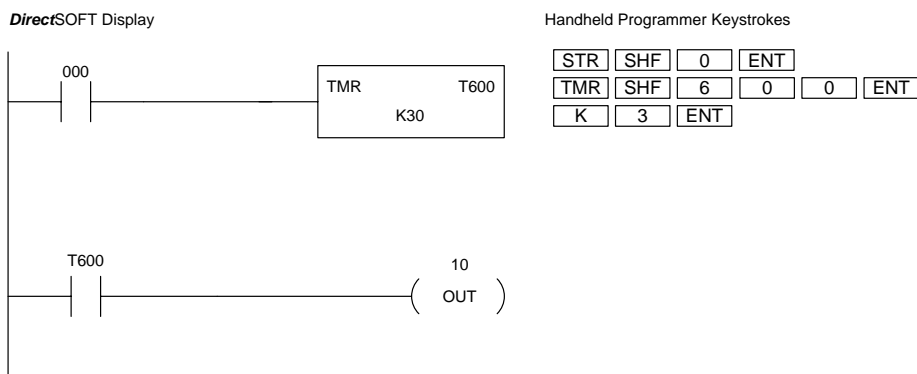 DirectSOFT Display
000
TMR T600
K30
T600
10
OUT
Handheld Programmer Keystrokes
STR SHF 0 ENT
TMR SHF 6 0 0 ENT
K 3 ENT